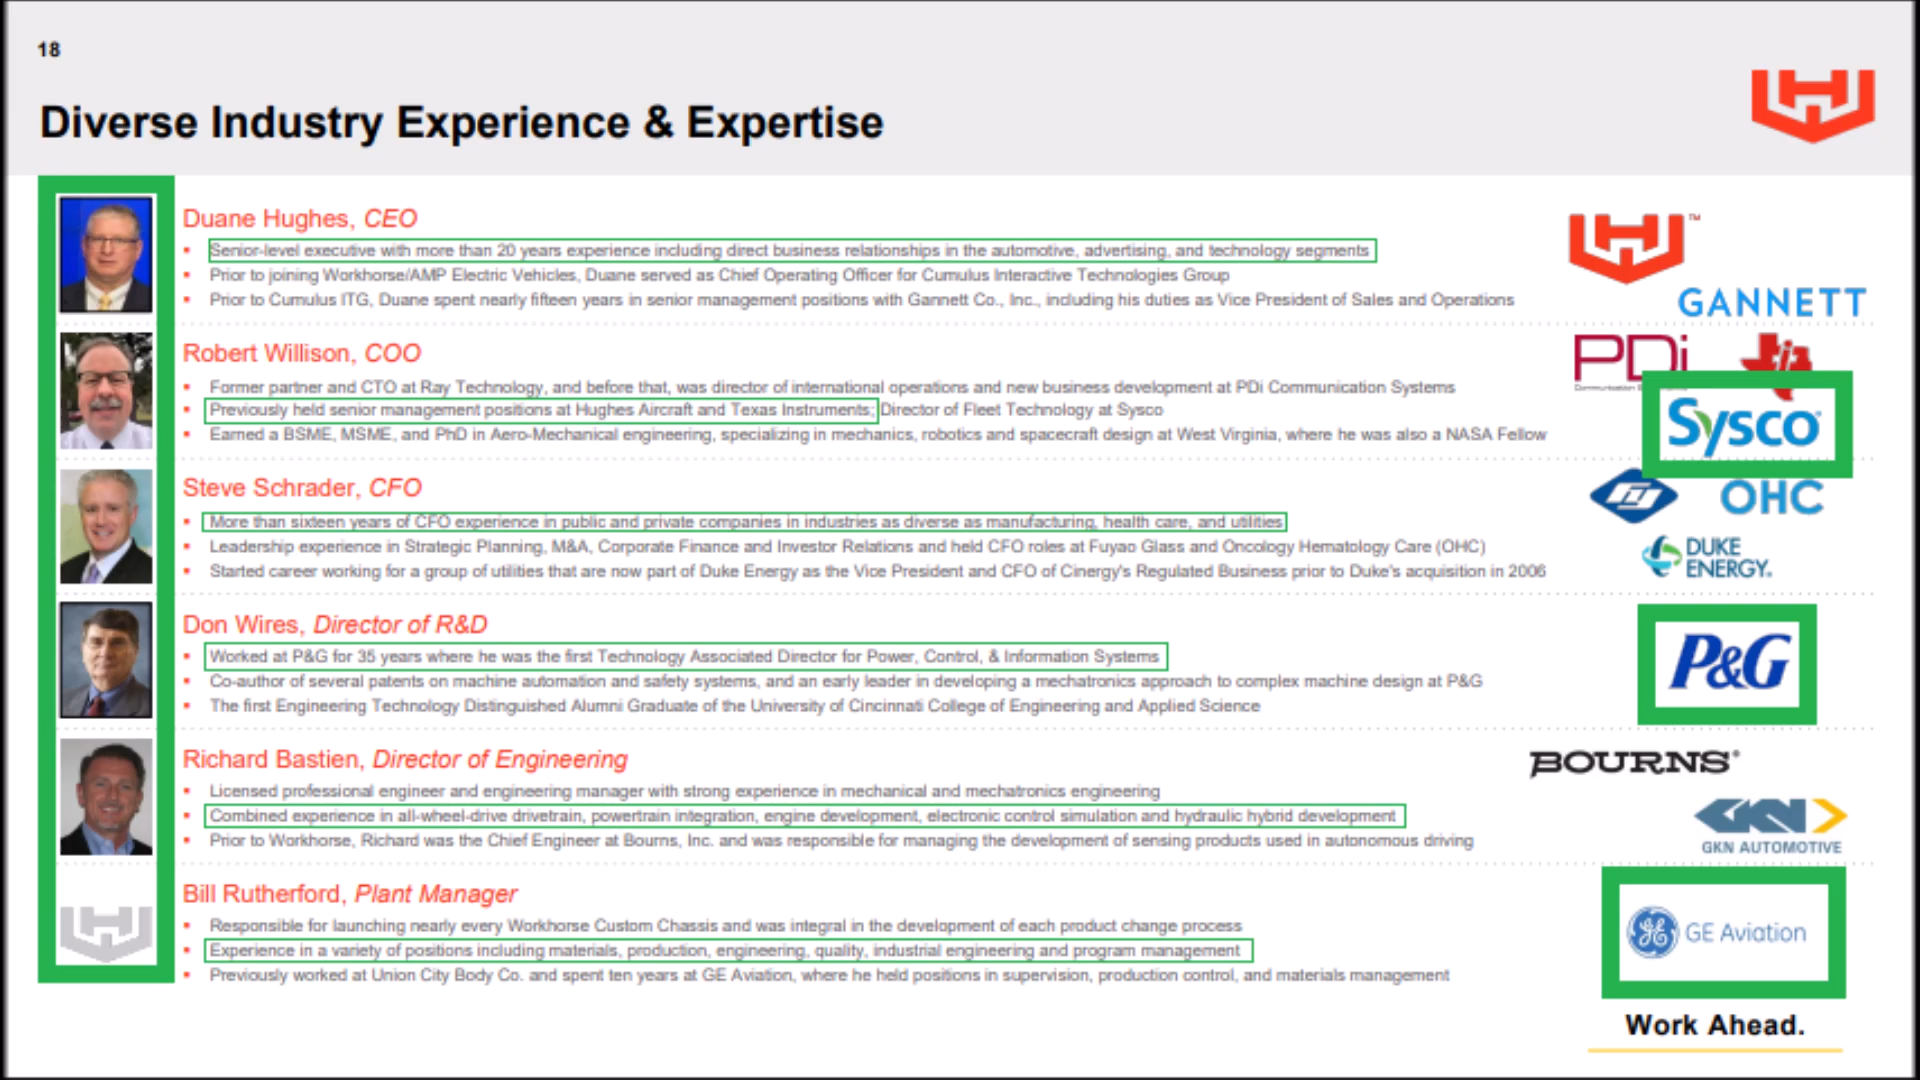 18
Diverse Industry Experience & Expertise
Duane Hughes, CEO
Senior-level executive with more than 20 years experience including direct business relationships in the automotive, advertising, and technology segments
Prior to joining Workhorse/AMP Electric Vehicles, Duane served as Chief Operating Officer for Cumulus Interactive Technologies Group
Prior to Cumulus ITG, Duane spent nearly fifteen years in senior management positions with Gannett Co., Inc., including his duties as Vice President of Sales and Operations
TM
GANNETT
Robert Willison, COO
Former partner and CTO at Ray Technology, and before that, was director of international operations and new business development at PDi Communication Systems
Previously held senior management positions at Hughes Aircraft and Texas Instruments; Director of Fleet Technology at Sysco
Earned a BSME, MSME, and PhD in Aero-Mechanical engineering, specializing in mechanics, robotics and spacecraft design at West Virginia, where he was also a NASA Fellow
PDi
Communication
Sysco
Steve Schrader, CFO
More than sixteen years of CFO experience in public and private companies in industries as diverse as manufacturing, health care, and utilities
Leadership experience in Strategic Planning, M&A, Corporate Finance and Investor Relations and held CFO roles at Fuyao Glass and Oncology Hematology Care (OHC)
Started career working for a group of utilities that are now part of Duke Energy as the Vice President and CFO of Cinergy's Regulated Business prior to Duke's acquisition in 2006
OHC
DUKE
ENERGY.
Don Wires, Director of R&D
Worked at P&G for 35 years where he was the first Technology Associated Director for Power, Control, & Information Systems
Co-author of several patents on machine automation and safety systems, and an early leader in developing a mechatronics approach to complex machine design at P&G
The first Engineering Technology Distinguished Alumni Graduate of the University of Cincinnati College of Engineering and Applied Science
P&G
Richard Bastien, Director of Engineering
Licensed professional engineer and engineering manager with strong experience in mechanical and mechatronics engineering
Combined experience in all-wheel-drive drivetrain, powertrain integration, engine development, electronic control simulation and hydraulic hybrid development
Prior to Workhorse, Richard was the Chief Engineer at Bourns, Inc. and was responsible for managing the development of sensing products used in autonomous driving
BOURNS®
GKN
GKN AUTOMOTIVE
Bill Rutherford, Plant Manager
Responsible for launching nearly every Workhorse Custom Chassis and was integral in the development of each product change process
Experience in a variety of positions including materials, production, engineering, quality, industrial engineering and program management
Previously worked at Union City Body Co. and spent ten years at GE Aviation, where he held positions in supervision, production control, and materials management
GE Aviation
Work Ahead.